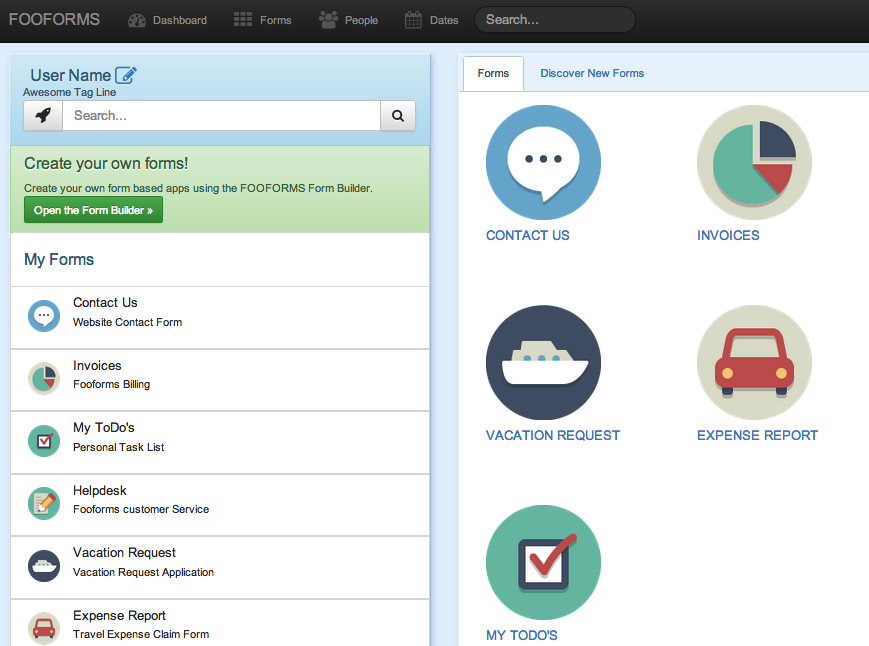 FOOFORMS
Dashboard
Forms
People
Dates
Search...
User Name
Awesome Tag Line
Search...
Create your own forms!
Create your own form based apps using the FOOFORMS Form Builder.
Open the Form Builder »
My Forms
Contact Us
Website Contact Form
Invoices
Fooforms Billing
My ToDo's
Personal Task List
Helpdesk
Fooforms customer Service
Vacation Request
Vacation Request Application
Expense Report
Travel Expense Claim Form
Forms
Discover New Forms
CONTACT US
INVOICES
VACATION REQUEST
EXPENSE REPORT
MY TODO'S